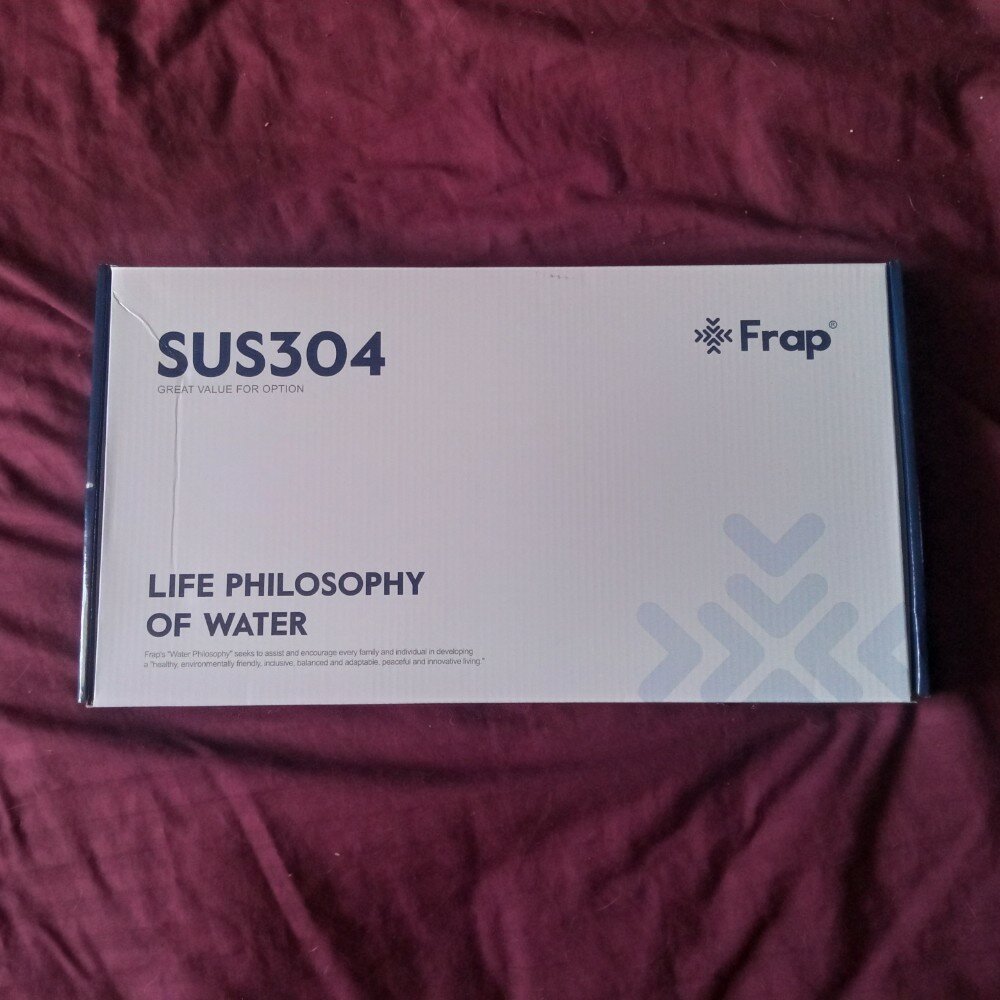 SUS304
GREAT VALUE FOR OPTION
Frap®
LIFE PHILOSOPHY
OF WATER
Frap's "Water Philosophy" seeks to assist and encourage every family and individual in developing
a "healthy, environmentally friendly, inclusive, balanced and adaptable, peaceful and innovative living."